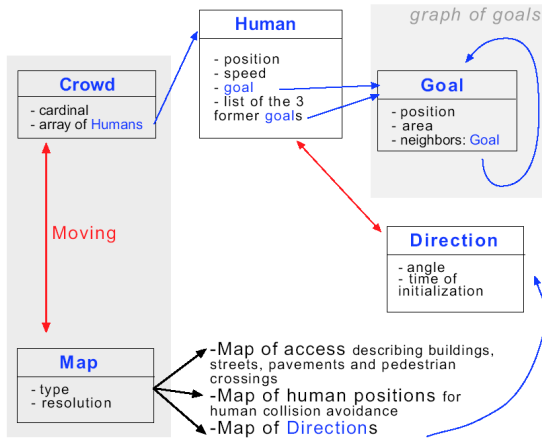 graph of goals
Human
- position
- speed
- goal
- list of the 3
former goals
Crowd
- cardinal
- array of Humans
Goal
- position
- area
- neighbors: Goal
Moving
Direction
- angle
- time of
initialization
Map
- type
- resolution
-Map of access describing buildings,
streets, pavements and pedestrian
crossings
-Map of human positions for
human collision avoidance
-Map of Directions